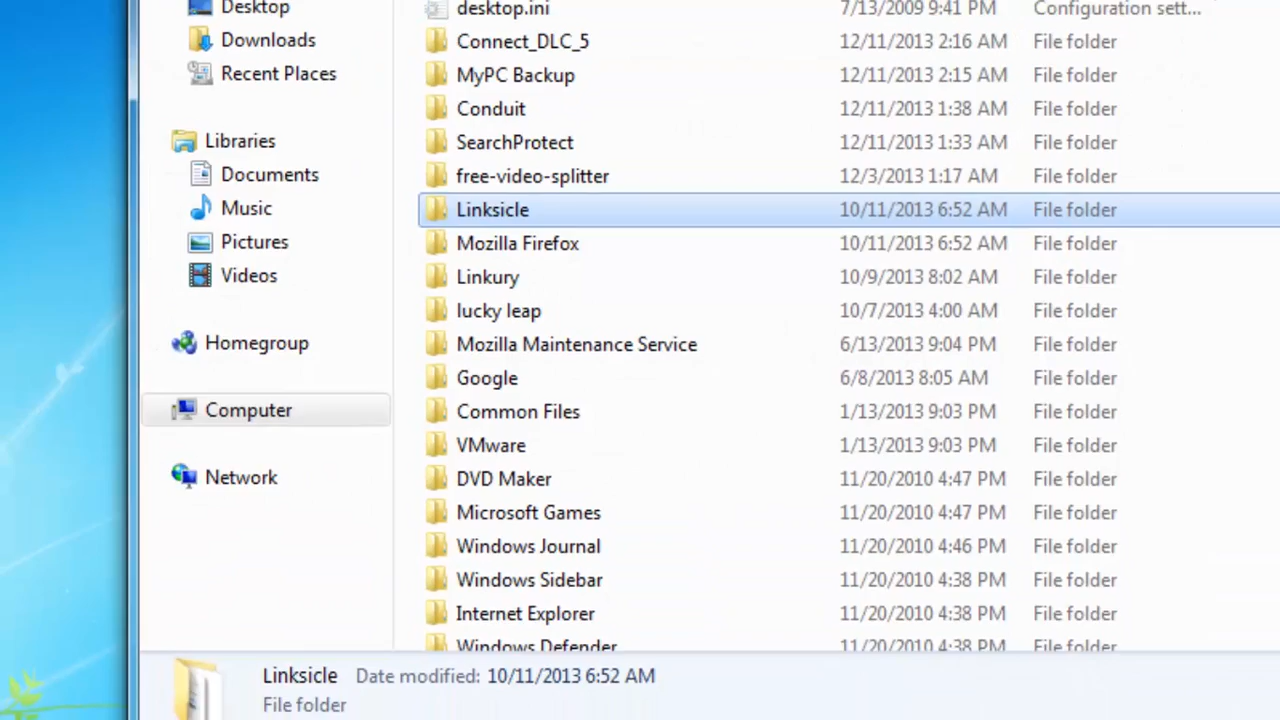 Desktop
Downloads
Recent Places
Libraries
Documents
Music
Pictures
Videos
Homegroup
Computer
Network
desktop.ini 7/13/2009 9:41 PM Configuration sett...
Connect_DLC_5 12/11/2013 2:16 AM File folder
MyPC Backup 12/11/2013 2:15 AM File folder
Conduit 12/11/2013 1:38 AM File folder
SearchProtect 12/11/2013 1:33 AM File folder
free-video-splitter 12/3/2013 1:17 AM File folder
Linksicle 10/11/2013 6:52 AM File folder
Mozilla Firefox 10/11/2013 6:52 AM File folder
Linkury 10/9/2013 8:02 AM File folder
lucky leap 10/7/2013 4:00 AM File folder
Mozilla Maintenance Service 6/13/2013 9:04 PM File folder
Google 6/8/2013 8:05 AM File folder
Common Files 1/13/2013 9:03 PM File folder
VMware 1/13/2013 9:03 PM File folder
DVD Maker 11/20/2010 4:47 PM File folder
Microsoft Games 11/20/2010 4:47 PM File folder
Windows Journal 11/20/2010 4:46 PM File folder
Windows Sidebar 11/20/2010 4:38 PM File folder
Internet Explorer 11/20/2010 4:38 PM File folder
Windows Defender 11/20/2010 4:38 PM File folder
Linksicle Date modified: 10/11/2013 6:52 AM
File folder